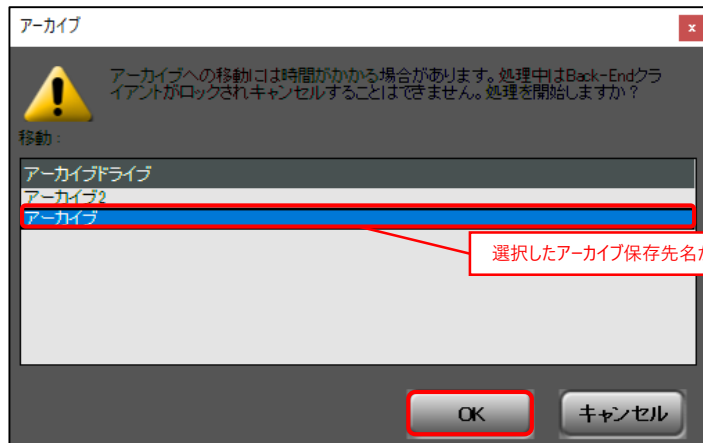 アーカイブ
x
アーカイブへの移動には時間がかかる場合があります。処理中はBack-Endクラ
イアントがロックされキャンセルすることはできません。処理を開始しますか？
移動：
アーカイブドライブ
アーカイブ2
アーカイブ
選択したアーカイブ保存先名が
OK
キャンセル